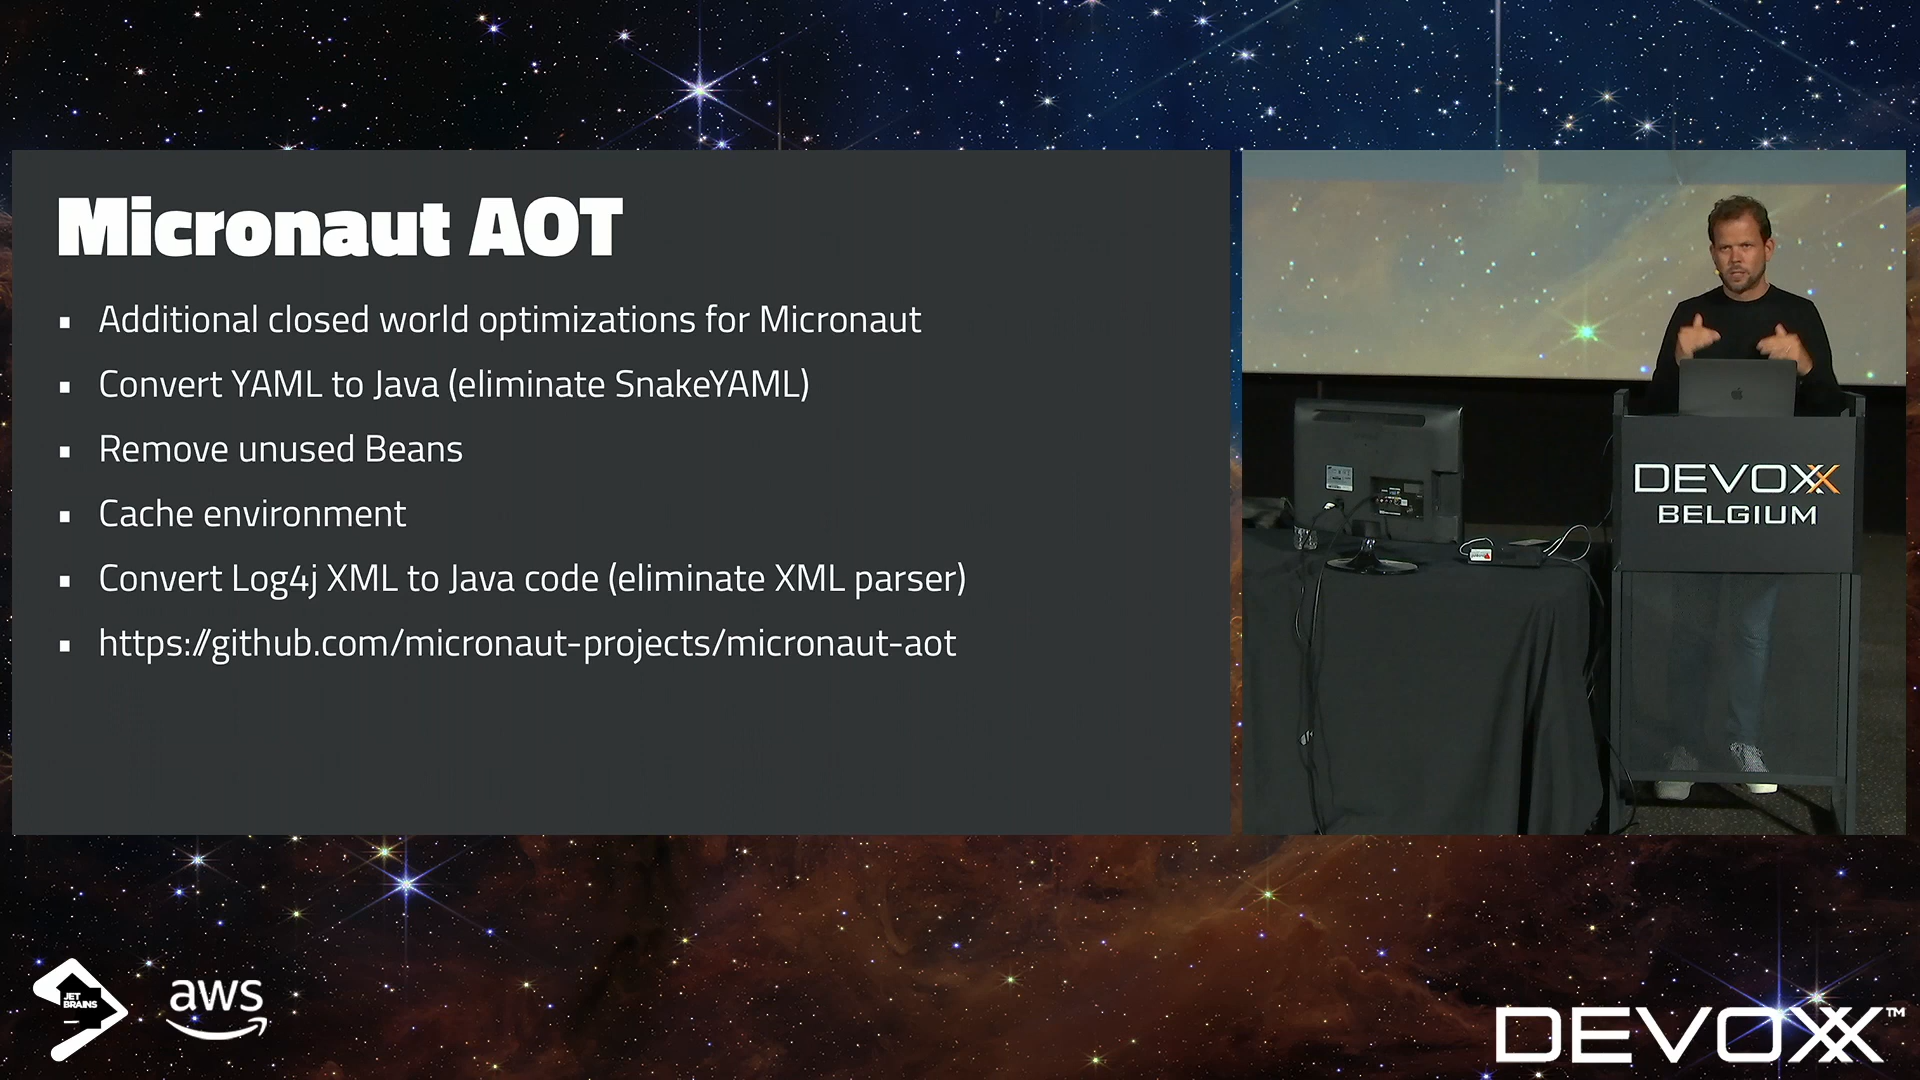 Micronaut AOT
Additional closed world optimizations for Micronaut
Convert YAML to Java (eliminate SnakeYAML)
Remove unused Beans
Cache environment
Convert Log4j XML to Java code (eliminate XML parser)
https://github.com/micronaut-projects/micronaut-aot
DEVOXX
BELGIUM
JET
BRAINS
aws
DEVOXX™